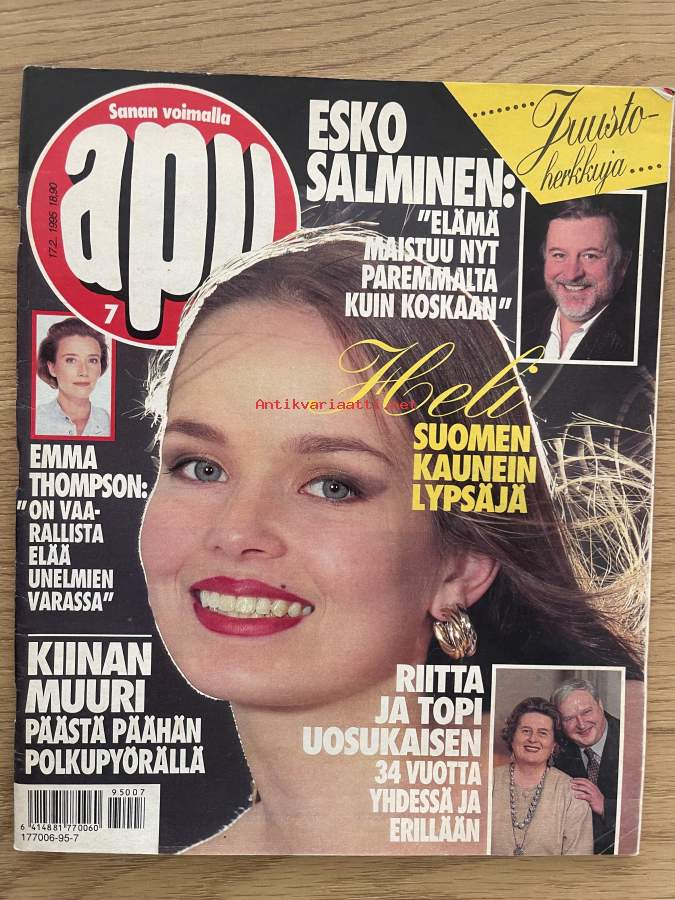 Sanan voimalla
apu
17.2. 1995 18,90
7
Juusto-
herkkuja
ESKO
SALMINEN:
"ELÄMÄ
MAISTUU NYT
PAREMMALTA
KUIN KOSKAAN"
Heli
SUOMEN
KAUNEIN
LYPSÄJÄ
Antikvariaatti.net
EMMA
THOMPSON:
"ON VAA-
RALLISTA
ELÄÄ
UNELMIEN
VARASSA"
KIINAN
MUURI
PÄÄSTÄ PÄÄHÄN
POLKUPYÖRÄLLÄ
RIITTA
JA TOPI
UOSUKAISEN
34 VUOTTA
YHDESSÄ JA
ERILLÄÄN
95007
6 414881 770060
177006-95-7